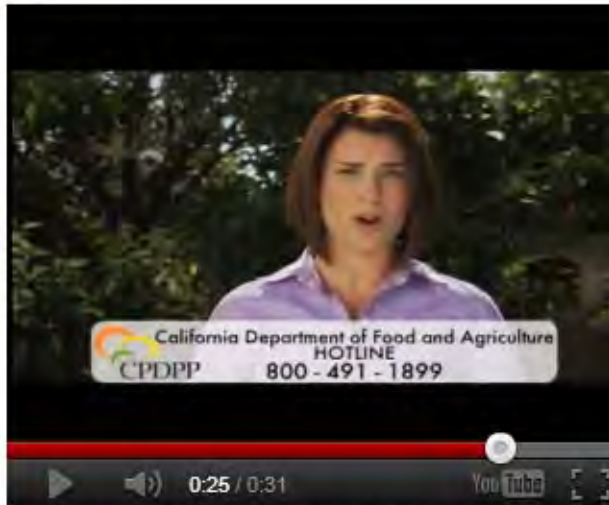 California Department of Food and Agriculture
HOTLINE
CPDPP
800 - 491 - 1899
0:25 / 0:31
YouTube